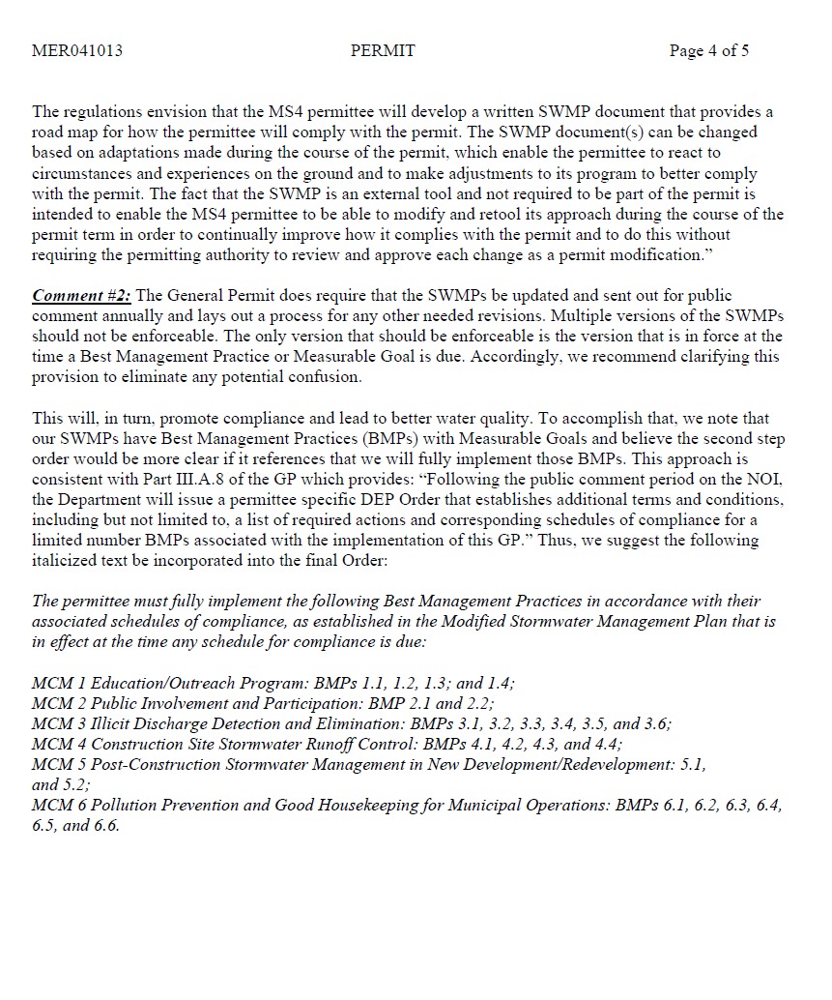 MER041013 PERMIT Page 4 of 5
The regulations envision that the MS4 permittee will develop a written SWMP document that provides a
road map for how the permittee will comply with the permit. The SWMP document(s) can be changed
based on adaptations made during the course of the permit, which enable the permittee to react to
circumstances and experiences on the ground and to make adjustments to its program to better comply
with the permit. The fact that the SWMP is an external tool and not required to be part of the permit is
intended to enable the MS4 permittee to be able to modify and retool its approach during the course of the
permit term in order to continually improve how it complies with the permit and to do this without
requiring the permitting authority to review and approve each change as a permit modification.”
Comment #2: The General Permit does require that the SWMPs be updated and sent out for public
comment annually and lays out a process for any other needed revisions. Multiple versions of the SWMPs
should not be enforceable. The only version that should be enforceable is the version that is in force at the
time a Best Management Practice or Measurable Goal is due. Accordingly, we recommend clarifying this
provision to eliminate any potential confusion.
This will, in turn, promote compliance and lead to better water quality. To accomplish that, we note that
our SWMPs have Best Management Practices (BMPs) with Measurable Goals and believe the second step
order would be more clear if it references that we will fully implement those BMPs. This approach is
consistent with Part III.A.8 of the GP which provides: “Following the public comment period on the NOI,
the Department will issue a permittee specific DEP Order that establishes additional terms and conditions,
including but not limited to, a list of required actions and corresponding schedules of compliance for a
limited number BMPs associated with the implementation of this GP.” Thus, we suggest the following
italicized text be incorporated into the final Order:
The permittee must fully implement the following Best Management Practices in accordance with their
associated schedules of compliance, as established in the Modified Stormwater Management Plan that is
in effect at the time any schedule for compliance is due:
MCM 1 Education/Outreach Program: BMPs 1.1, 1.2, 1.3; and 1.4;
MCM 2 Public Involvement and Participation: BMP 2.1 and 2.2;
MCM 3 Illicit Discharge Detection and Elimination: BMPs 3.1, 3.2, 3.3, 3.4, 3.5, and 3.6;
MCM 4 Construction Site Stormwater Runoff Control: BMPs 4.1, 4.2, 4.3, and 4.4;
MCM 5 Post-Construction Stormwater Management in New Development/Redevelopment: 5.1,
and 5.2;
MCM 6 Pollution Prevention and Good Housekeeping for Municipal Operations: BMPs 6.1, 6.2, 6.3, 6.4,
6.5, and 6.6.